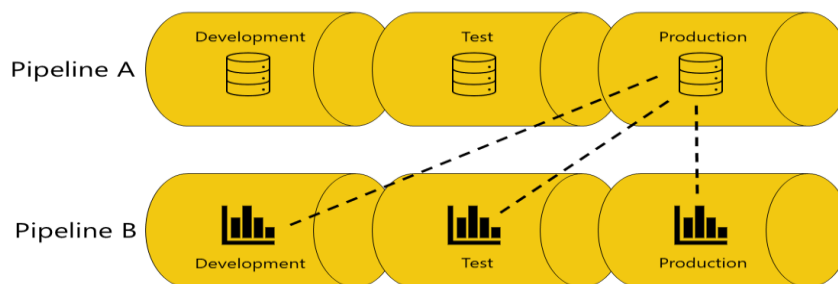 Development Test Production
Pipeline A
Pipeline B
Development Test Production